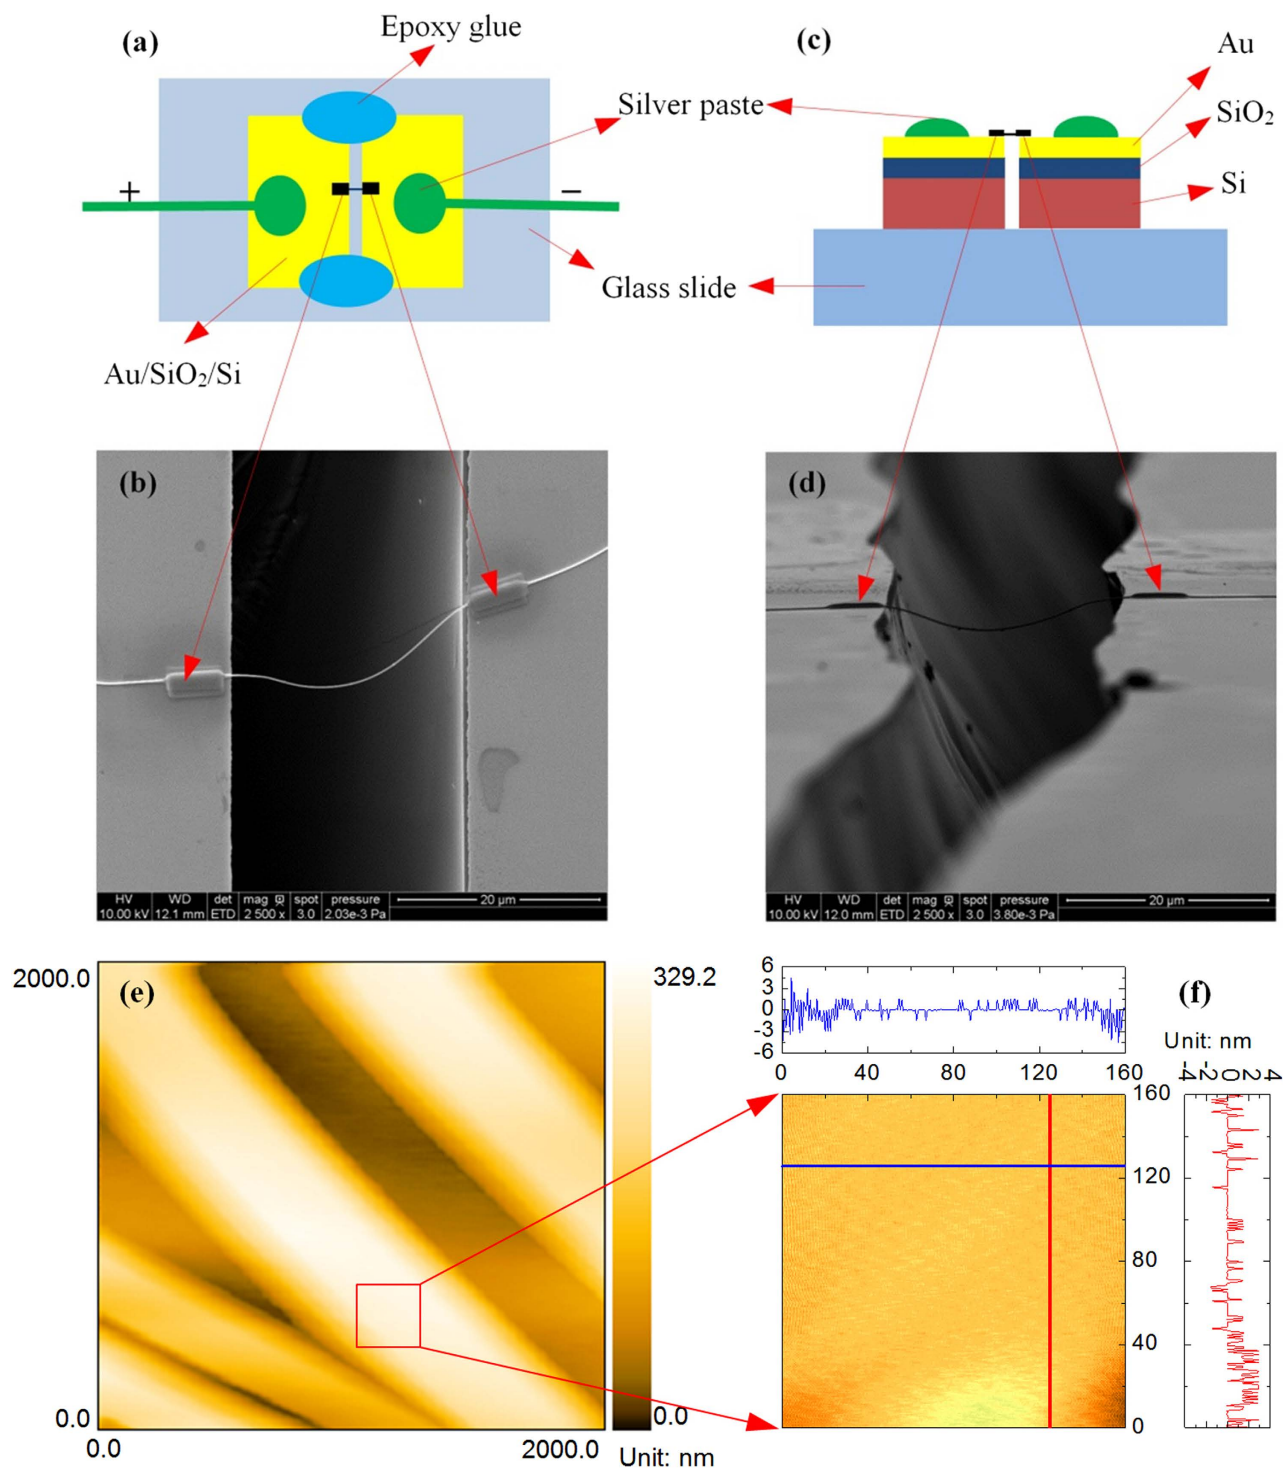 (a)
Epoxy glue
(c)
Au
Silver paste
SiO₂
+
−
Si
Glass slide
Au/SiO₂/Si
(b)
(d)
HV WD det mag spot pressure 20 µm
10.00 kV 12.1 mm ETD 2 500 x 3.0 2.03e-3 Pa
HV WD det mag spot pressure 20 µm
10.00 kV 12.0 mm ETD 2 500 x 3.0 3.80e-3 Pa
2000.0
(e)
329.2
0.0
0.0
0.0
2000.0
Unit: nm
6
3
0
-3
-6
0 40 80 120 160
(f)
Unit: nm
-4 -2 0 2 4
160
120
80
40
0